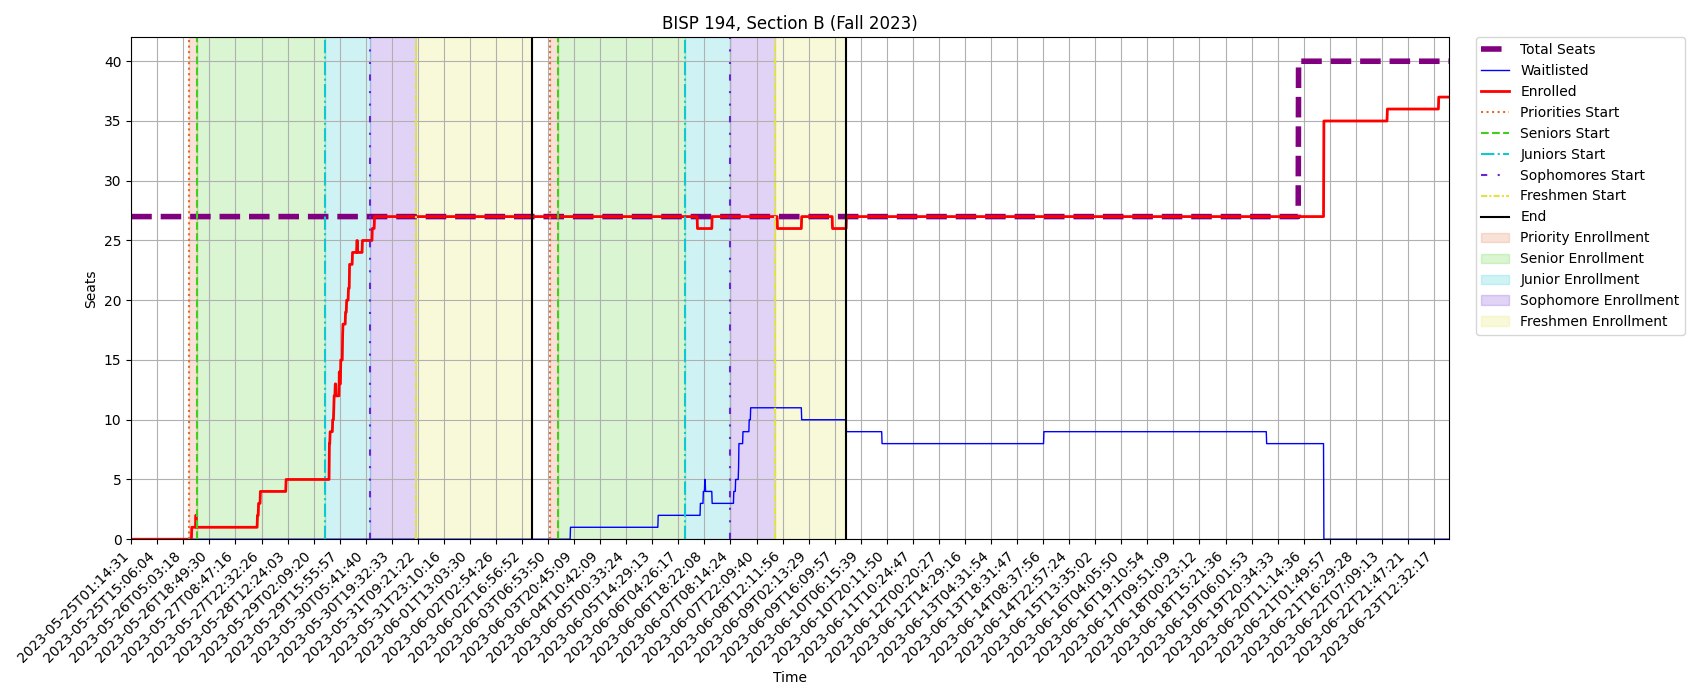 BISP 194, Section B (Fall 2023)
Seats
40
35
30
25
20
15
10
5
0
2023-05-25T01:14:31
2023-05-25T15:06:04
2023-05-26T05:03:18
2023-05-26T18:49:30
2023-05-27T08:47:16
2023-05-27T22:32:26
2023-05-28T12:24:03
2023-05-29T02:09:20
2023-05-29T15:55:57
2023-05-30T05:41:40
2023-05-30T19:32:33
2023-05-31T09:21:22
2023-05-31T23:10:16
2023-06-01T13:03:30
2023-06-02T02:54:26
2023-06-02T16:56:52
2023-06-03T06:53:50
2023-06-03T20:45:09
2023-06-04T10:42:09
2023-06-05T00:33:24
2023-06-05T14:29:13
2023-06-06T04:26:17
2023-06-06T18:22:08
2023-06-07T08:14:24
2023-06-07T22:09:40
2023-06-08T12:11:56
2023-06-09T02:13:29
2023-06-09T16:09:57
2023-06-10T06:15:39
2023-06-10T20:11:50
2023-06-11T10:24:47
2023-06-12T00:20:27
2023-06-12T14:29:16
2023-06-13T04:31:54
2023-06-13T18:31:47
2023-06-14T08:37:56
2023-06-14T22:57:24
2023-06-15T13:35:02
2023-06-16T04:05:50
2023-06-16T19:10:54
2023-06-17T09:51:09
2023-06-18T00:23:12
2023-06-18T15:21:36
2023-06-19T06:01:53
2023-06-19T20:34:33
2023-06-20T11:14:36
2023-06-21T01:49:57
2023-06-21T16:29:28
2023-06-22T07:09:13
2023-06-22T21:47:21
2023-06-23T12:32:17
Time
Total Seats
Waitlisted
Enrolled
Priorities Start
Seniors Start
Juniors Start
Sophomores Start
Freshmen Start
End
Priority Enrollment
Senior Enrollment
Junior Enrollment
Sophomore Enrollment
Freshmen Enrollment